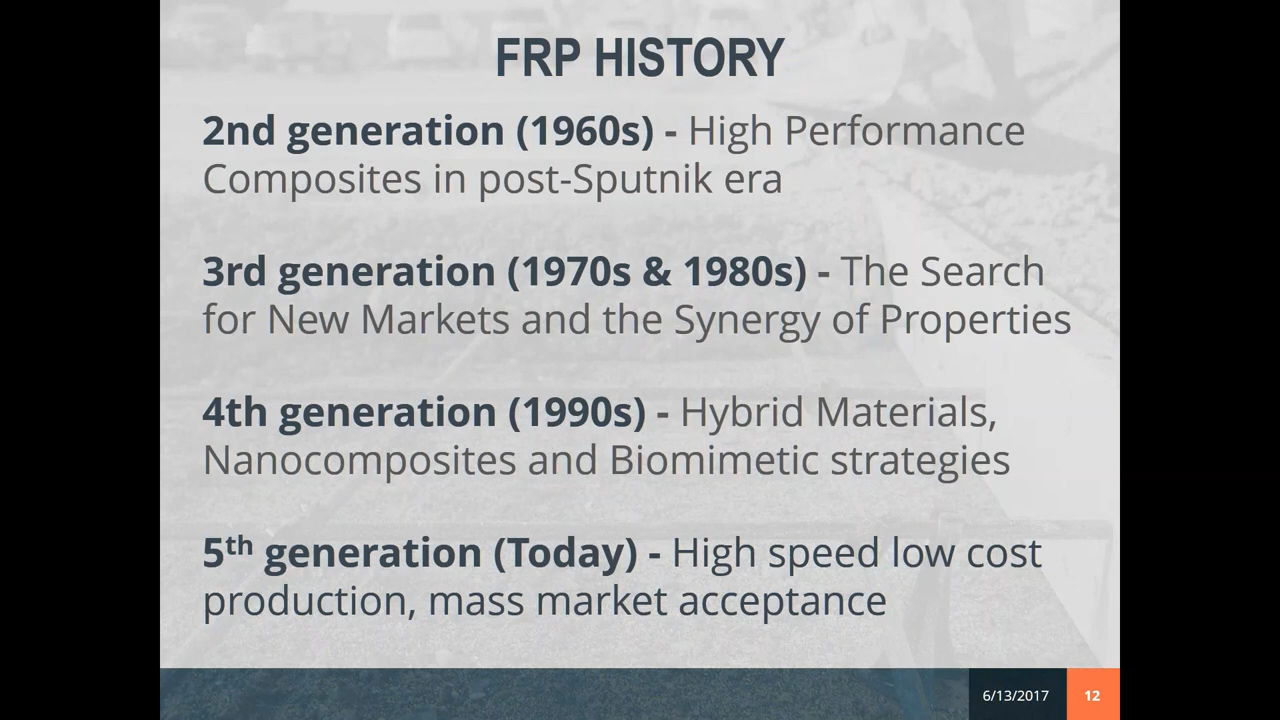 FRP HISTORY
2nd generation (1960s) - High Performance
Composites in post-Sputnik era
3rd generation (1970s & 1980s) - The Search
for New Markets and the Synergy of Properties
4th generation (1990s) - Hybrid Materials,
Nanocomposites and Biomimetic strategies
5th generation (Today) - High speed low cost
production, mass market acceptance
6/13/2017
12